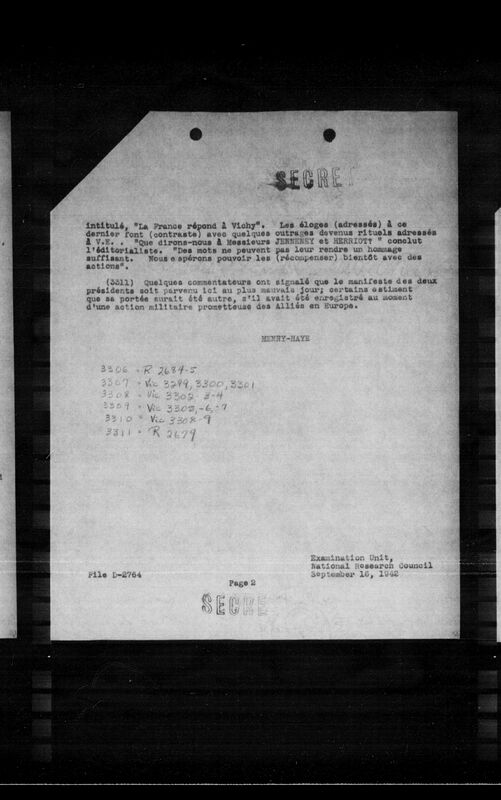 SECRET
intitulé, "La France répond à Vichy". Les éloges (adressés) à ce
dernier font (contraste) avec quelques outrages devenus rituels adressés
à V.E. . "Que dirons-nous à Messieurs JENNENEY et HERRIOT? " conclut
l'éditorialiste. "Des mots ne peuvent pas leur rendre un hommage
suffisant. Nous espérons pouvoir les (récompenser) bientôt avec des
actions".
(3311) Quelques commentateurs ont signalé que le manifeste des deux
présidents soit parvenu ici au plus mauvais jour; certains estiment
que sa portée aurait été autre, s'il avait été enregistré au moment
d'une action militaire prometteuse des Alliés en Europe.
HENRY-HAYE
3306 = R 2684-5
3307 = Vic 3299, 3300, 3301
3308 = Vic 3302-3-4
3309 = Vic 3305, -6, -7
3310 = Vic 3308-9
3311 = R 2679
Examination Unit,
National Research Council
File D-2764 September 16, 1942
Page 2
SECRE